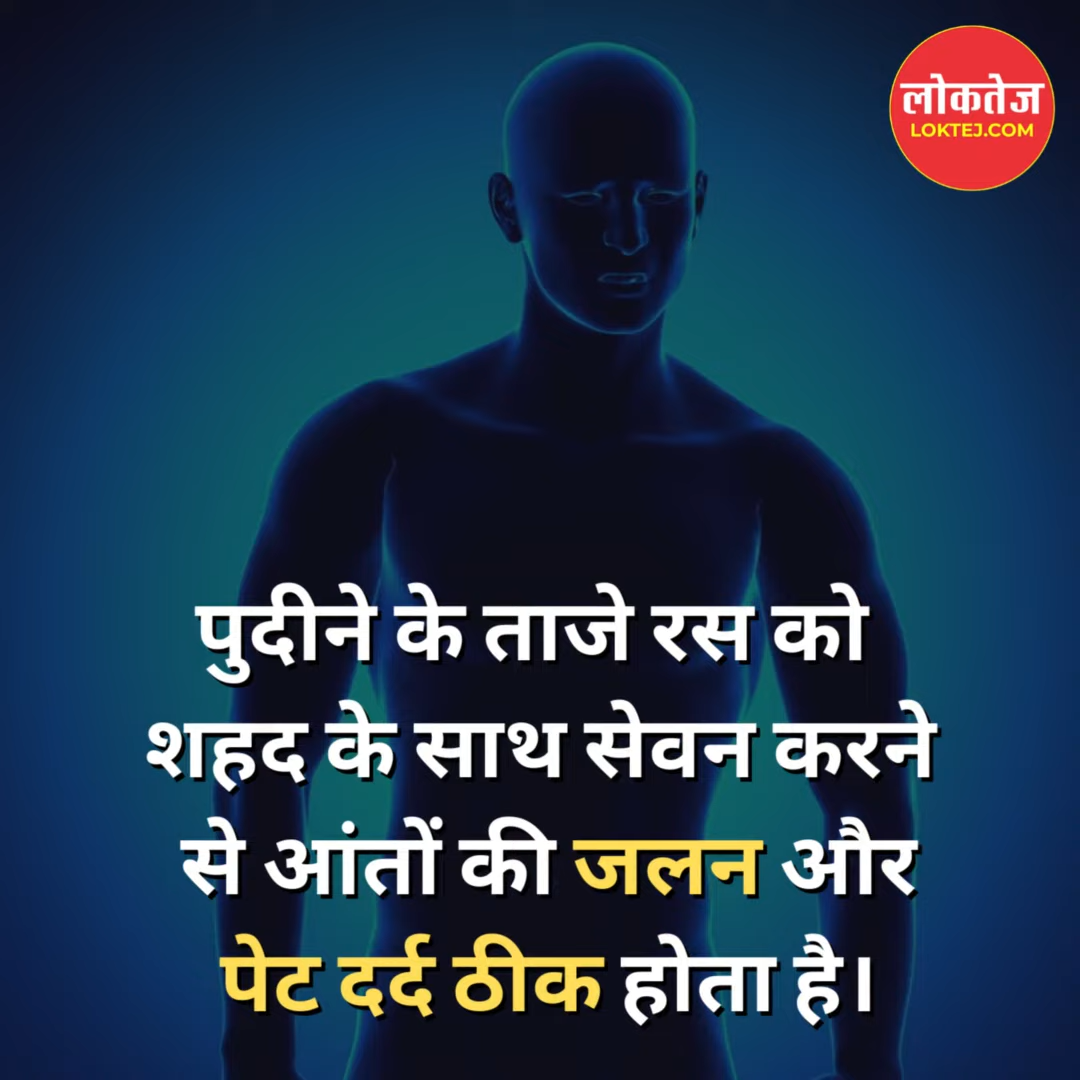 लोकतेज
LOKTEJ.COM
पुदीने के ताजे रस को
शहद के साथ सेवन करने
से आंतों की जलन और
पेट दर्द ठीक होता है।